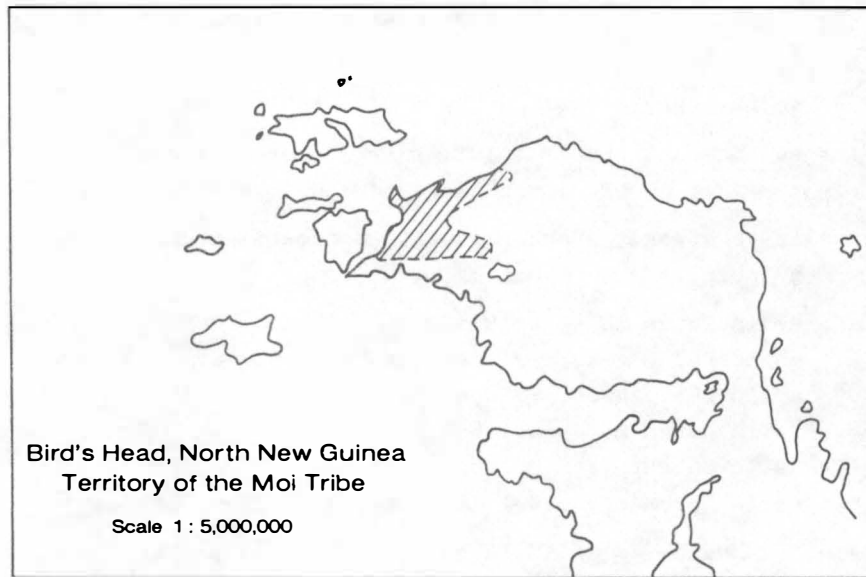 Bird's Head, North New Guinea
Territory of the Moi Tribe
Scale 1 : 5,000,000